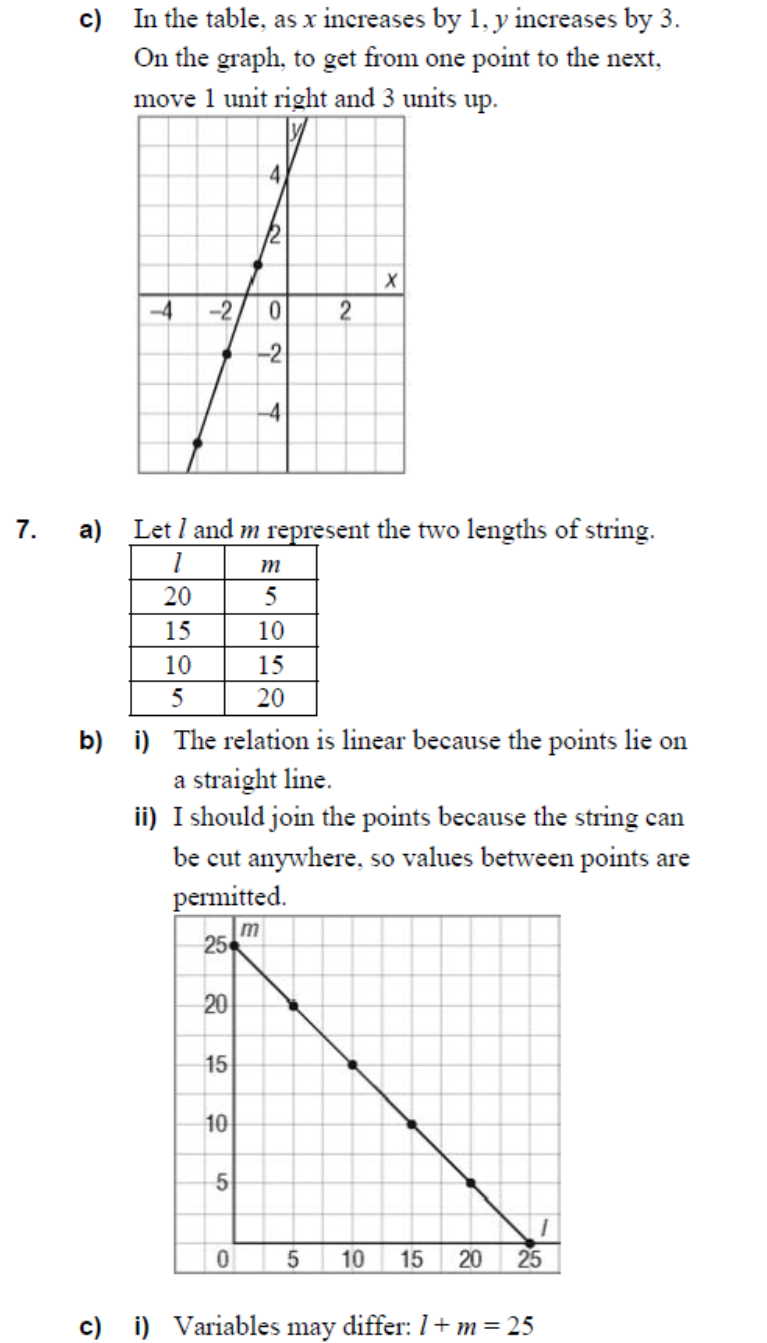 c) In the table, as x increases by 1, y increases by 3.
On the graph, to get from one point to the next,
move 1 unit right and 3 units up.
y
4
2
x
–4 –2 0 2
–2
–4
7. a) Let l and m represent the two lengths of string.
l m
20 5
15 10
10 15
5 20
b) i) The relation is linear because the points lie on
a straight line.
ii) I should join the points because the string can
be cut anywhere, so values between points are
permitted.
m
25
20
15
10
5
l
0 5 10 15 20 25
c) i) Variables may differ: l + m = 25